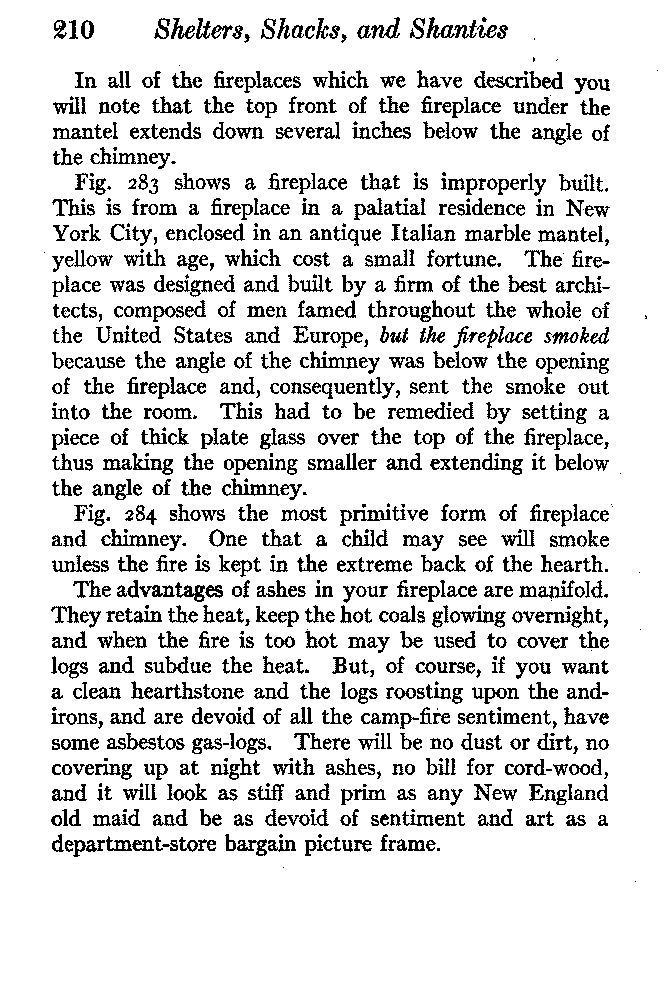 210 Shelters, Shacks, and Shanties
In all of the fireplaces which we have described you
will note that the top front of the fireplace under the
mantel extends down several inches below the angle of
the chimney.
Fig. 283 shows a fireplace that is improperly built.
This is from a fireplace in a palatial residence in New
York City, enclosed in an antique Italian marble mantel,
yellow with age, which cost a small fortune. The fire-
place was designed and built by a firm of the best archi-
tects, composed of men famed throughout the whole of
the United States and Europe, but the fireplace smoked
because the angle of the chimney was below the opening
of the fireplace and, consequently, sent the smoke out
into the room. This had to be remedied by setting a
piece of thick plate glass over the top of the fireplace,
thus making the opening smaller and extending it below
the angle of the chimney.
Fig. 284 shows the most primitive form of fireplace
and chimney. One that a child may see will smoke
unless the fire is kept in the extreme back of the hearth.
The advantages of ashes in your fireplace are manifold.
They retain the heat, keep the hot coals glowing overnight,
and when the fire is too hot may be used to cover the
logs and subdue the heat. But, of course, if you want
a clean hearthstone and the logs roosting upon the and-
irons, and are devoid of all the camp-fire sentiment, have
some asbestos gas-logs. There will be no dust or dirt, no
covering up at night with ashes, no bill for cord-wood,
and it will look as stiff and prim as any New England
old maid and be as devoid of sentiment and art as a
department-store bargain picture frame.